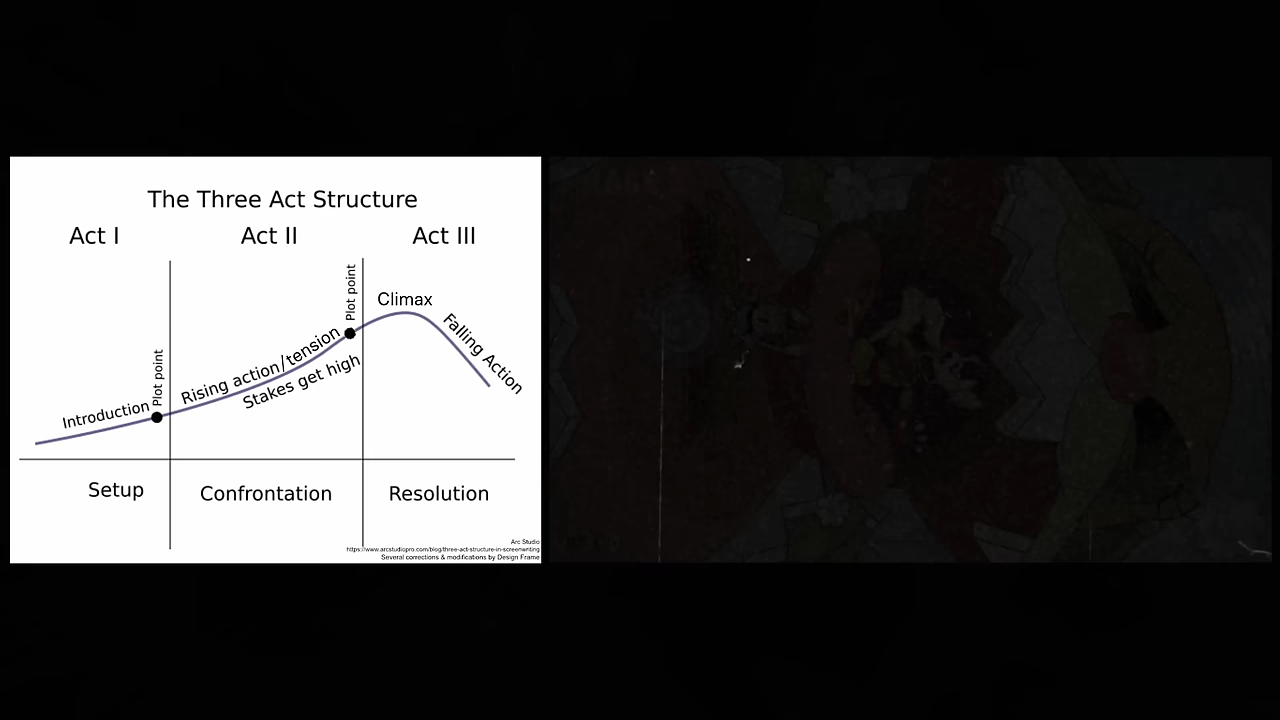 The Three Act Structure
Act I
Act II
Act III
Plot point
Plot point
Climax
Introduction
Rising action/tension
Stakes get high
Falling Action
Setup
Confrontation
Resolution
Arc Studio
https://www.arcstudiopro.com/blog/three-act-structure-in-screenwriting
Several corrections & modifications by Design Frame